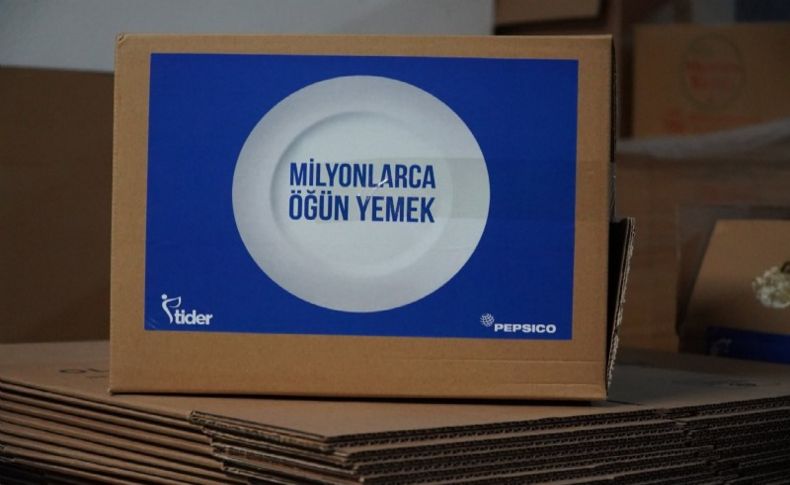 MİLYONLARCA
ÖĞÜN YEMEK
tider
PEPSICO